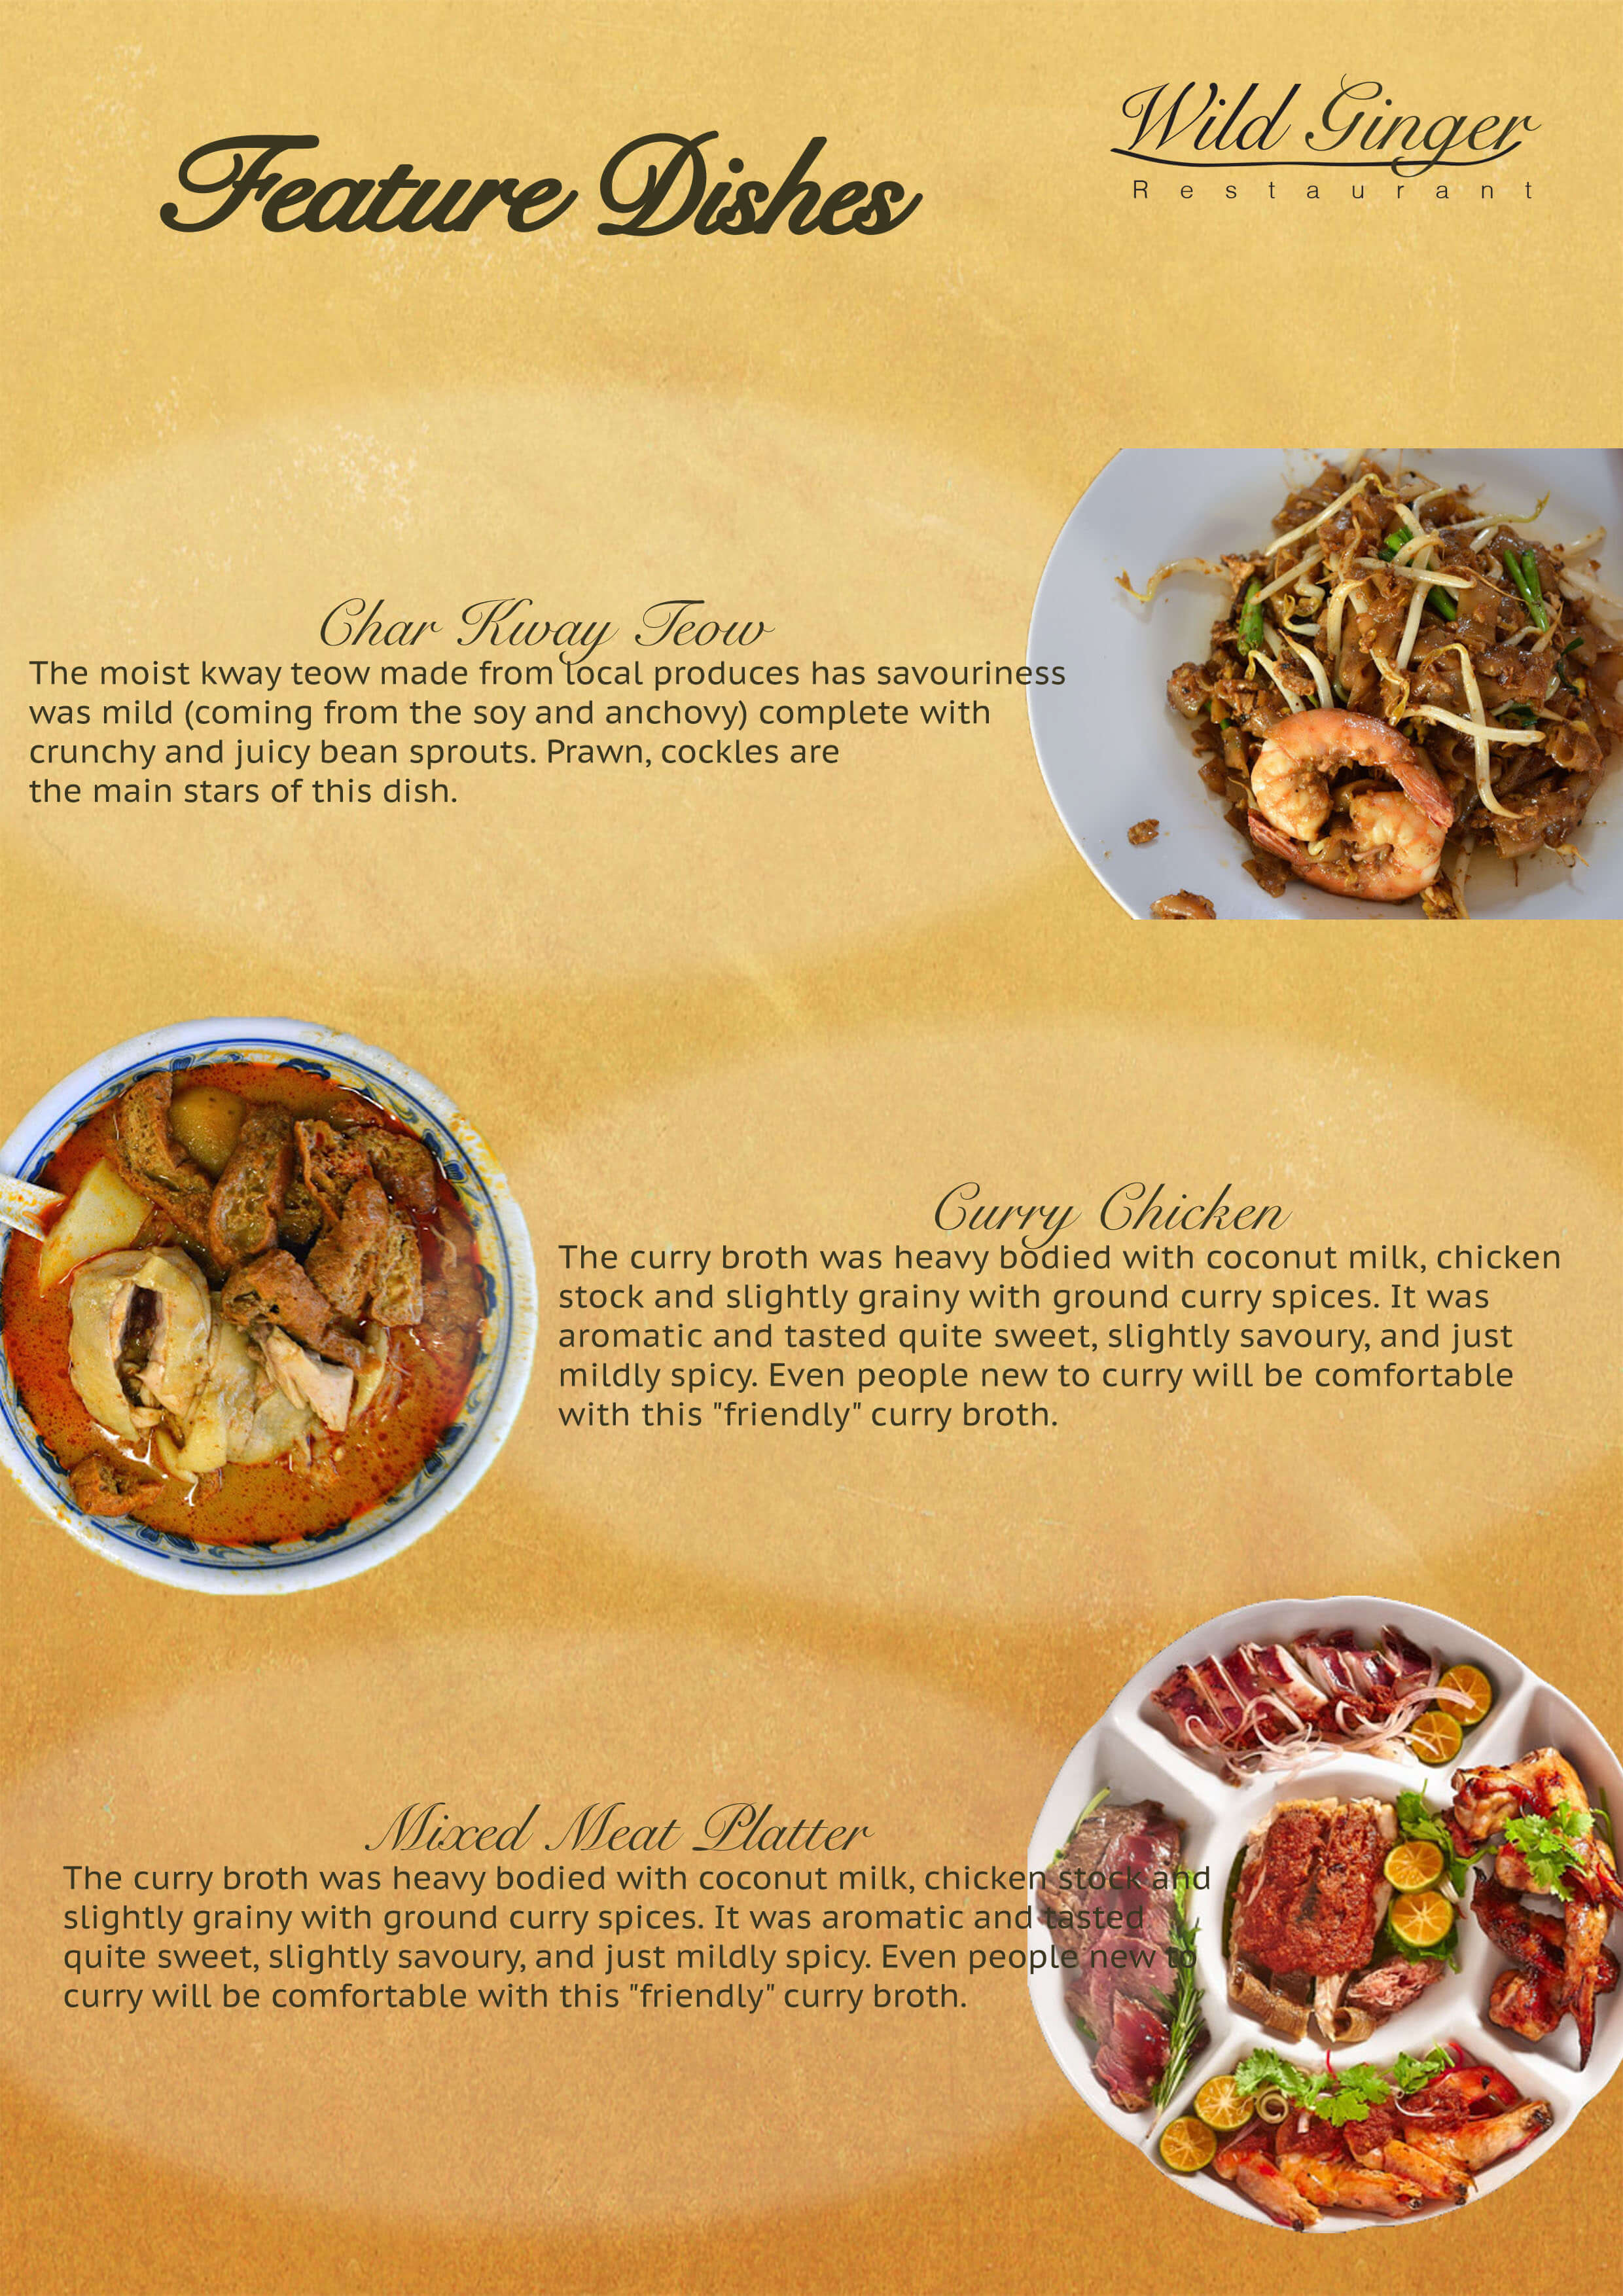 Feature Dishes
Wild Ginger
Restaurant
Char Kway Teow
The moist kway teow made from local produces has savouriness
was mild (coming from the soy and anchovy) complete with
crunchy and juicy bean sprouts. Prawn, cockles are
the main stars of this dish.
Curry Chicken
The curry broth was heavy bodied with coconut milk, chicken
stock and slightly grainy with ground curry spices. It was
aromatic and tasted quite sweet, slightly savoury, and just
mildly spicy. Even people new to curry will be comfortable
with this "friendly" curry broth.
Mixed Meat Platter
The curry broth was heavy bodied with coconut milk, chicken stock and
slightly grainy with ground curry spices. It was aromatic and tasted
quite sweet, slightly savoury, and just mildly spicy. Even people new to
curry will be comfortable with this "friendly" curry broth.